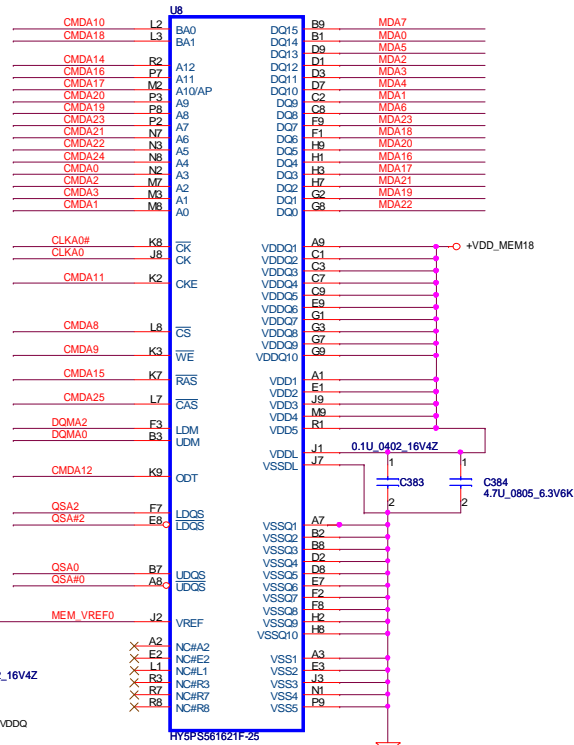 U8
CMDA10 L2 BA0 DQ15 B9 MDA7
CMDA18 L3 BA1 DQ14 B1 MDA0
DQ13 D9 MDA5
CMDA14 R2 A12 DQ12 D1 MDA2
CMDA16 P7 A11 DQ11 D3 MDA3
CMDA17 M2 A10/AP DQ10 D7 MDA4
CMDA20 P3 A9 DQ9 C2 MDA1
CMDA19 P8 A8 DQ8 C8 MDA6
CMDA23 P2 A7 DQ7 F9 MDA23
CMDA21 N7 A6 DQ6 F1 MDA18
CMDA22 N3 A5 DQ5 H9 MDA20
CMDA24 N8 A4 DQ4 H1 MDA16
CMDA0 N2 A3 DQ3 H3 MDA17
CMDA2 M7 A2 DQ2 H7 MDA21
CMDA3 M3 A1 DQ1 G2 MDA19
CMDA1 M8 A0 DQ0 G8 MDA22
CLKA0# K8 CK VDDQ1 A9 +VDD_MEM18
CLKA0 J8 CK VDDQ2 C1
VDDQ3 C3
CMDA11 K2 CKE VDDQ4 C7
VDDQ5 C9
VDDQ6 E9
VDDQ7 G1
CMDA8 L8 CS VDDQ8 G3
VDDQ9 G7
CMDA9 K3 WE VDDQ10 G9
CMDA15 K7 RAS VDD1 A1
VDD2 E1
CMDA25 L7 CAS VDD3 J9
VDD4 M9
DQMA2 F3 LDM VDD5 R1
DQMA0 B3 UDM
VDDL J1 0.1U_0402_16V4Z
VSSDL J7 1 1
CMDA12 K9 ODT C383 C384
4.7U_0805_6.3V6K
2 2
QSA2 F7 LDQS
QSA#2 E8 LDQS VSSQ1 A7
VSSQ2 B2
VSSQ3 B8
VSSQ4 D2
QSA0 B7 UDQS VSSQ5 D8
QSA#0 A8 UDQS VSSQ6 E7
VSSQ7 F2
VSSQ8 F8
MEM_VREF0 J2 VREF VSSQ9 H2
VSSQ10 H8
A2 NC#A2
E2 NC#E2 VSS1 A3
L1 NC#L1 VSS2 E3
R3 NC#R3 VSS3 J3
R7 NC#R7 VSS4 N1
R8 NC#R8 VSS5 P9
_16V4Z
VDDQ
HY5PS561621F-25